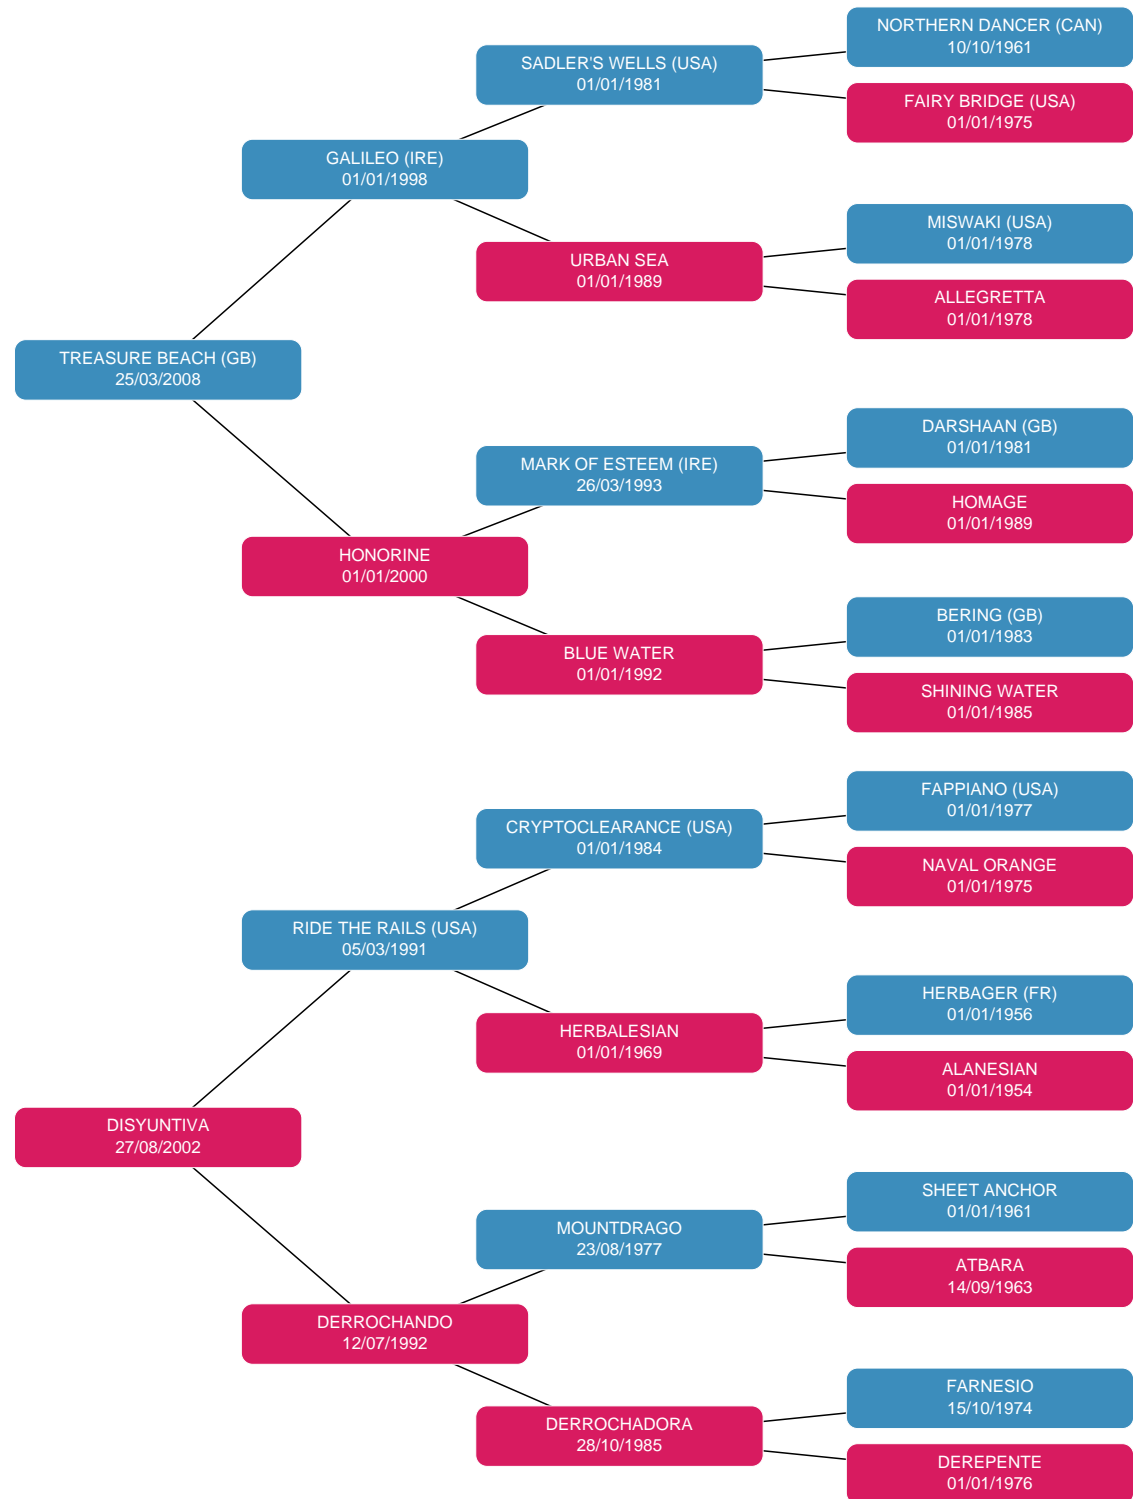 NORTHERN DANCER (CAN)
10/10/1961
SADLER'S WELLS (USA)
01/01/1981
FAIRY BRIDGE (USA)
01/01/1975
GALILEO (IRE)
01/01/1998
MISWAKI (USA)
01/01/1978
URBAN SEA
01/01/1989
ALLEGRETTA
01/01/1978
TREASURE BEACH (GB)
25/03/2008
DARSHAAN (GB)
01/01/1981
MARK OF ESTEEM (IRE)
26/03/1993
HOMAGE
01/01/1989
HONORINE
01/01/2000
BERING (GB)
01/01/1983
BLUE WATER
01/01/1992
SHINING WATER
01/01/1985
FAPPIANO (USA)
01/01/1977
CRYPTOCLEARANCE (USA)
01/01/1984
NAVAL ORANGE
01/01/1975
RIDE THE RAILS (USA)
05/03/1991
HERBAGER (FR)
01/01/1956
HERBALESIAN
01/01/1969
ALANESIAN
01/01/1954
DISYUNTIVA
27/08/2002
SHEET ANCHOR
01/01/1961
MOUNTDRAGO
23/08/1977
ATBARA
14/09/1963
DERROCHANDO
12/07/1992
FARNESIO
15/10/1974
DERROCHADORA
28/10/1985
DEREPENTE
01/01/1976